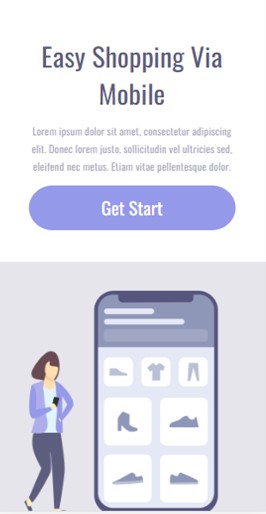 Easy Shopping Via
Mobile
Lorem ipsum dolor sit amet, consectetur adipiscing
elit. Donec lorem justo, sollicitudin vel ultricies sed,
eleifend nec metus. Etiam vitae pellentesque dolor.
Get Start